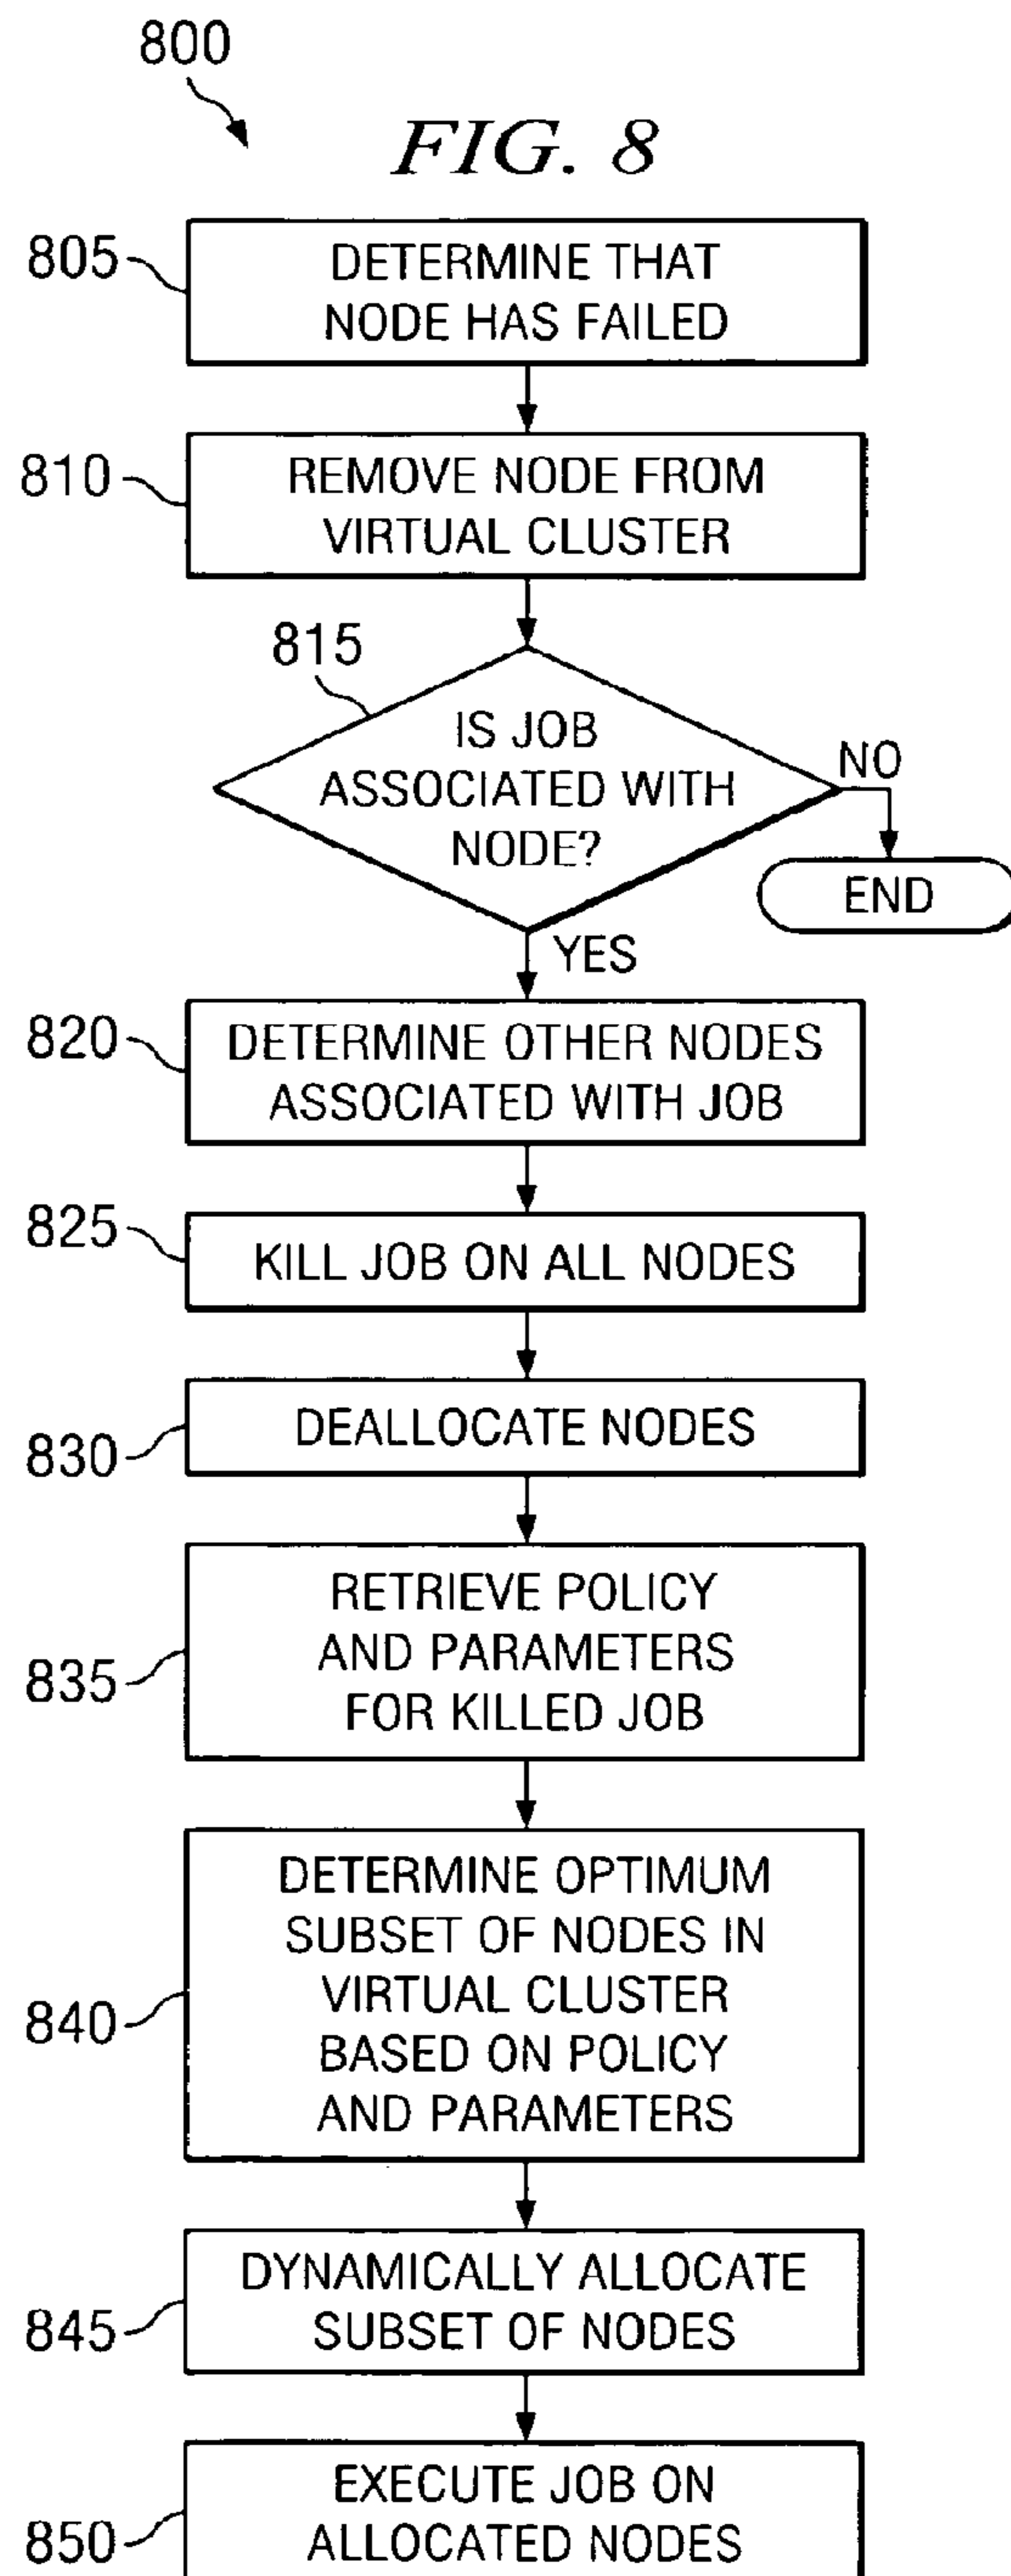 800
FIG. 8
805
DETERMINE THAT
NODE HAS FAILED
810
REMOVE NODE FROM
VIRTUAL CLUSTER
815
IS JOB
ASSOCIATED WITH
NODE?
NO
END
YES
820
DETERMINE OTHER NODES
ASSOCIATED WITH JOB
825
KILL JOB ON ALL NODES
830
DEALLOCATE NODES
835
RETRIEVE POLICY
AND PARAMETERS
FOR KILLED JOB
840
DETERMINE OPTIMUM
SUBSET OF NODES IN
VIRTUAL CLUSTER
BASED ON POLICY
AND PARAMETERS
845
DYNAMICALLY ALLOCATE
SUBSET OF NODES
850
EXECUTE JOB ON
ALLOCATED NODES